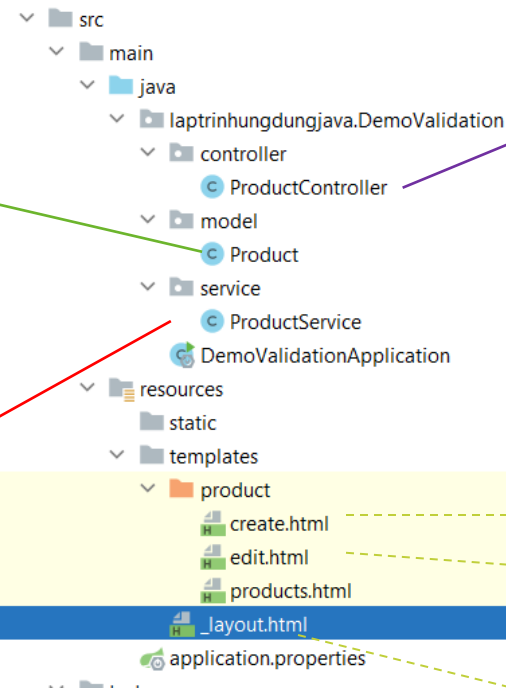 src
main
java
laptrinhungdungjava.DemoValidation
controller
ProductController
model
Product
service
ProductService
DemoValidationApplication
resources
static
templates
product
create.html
edit.html
products.html
_layout.html
application.properties